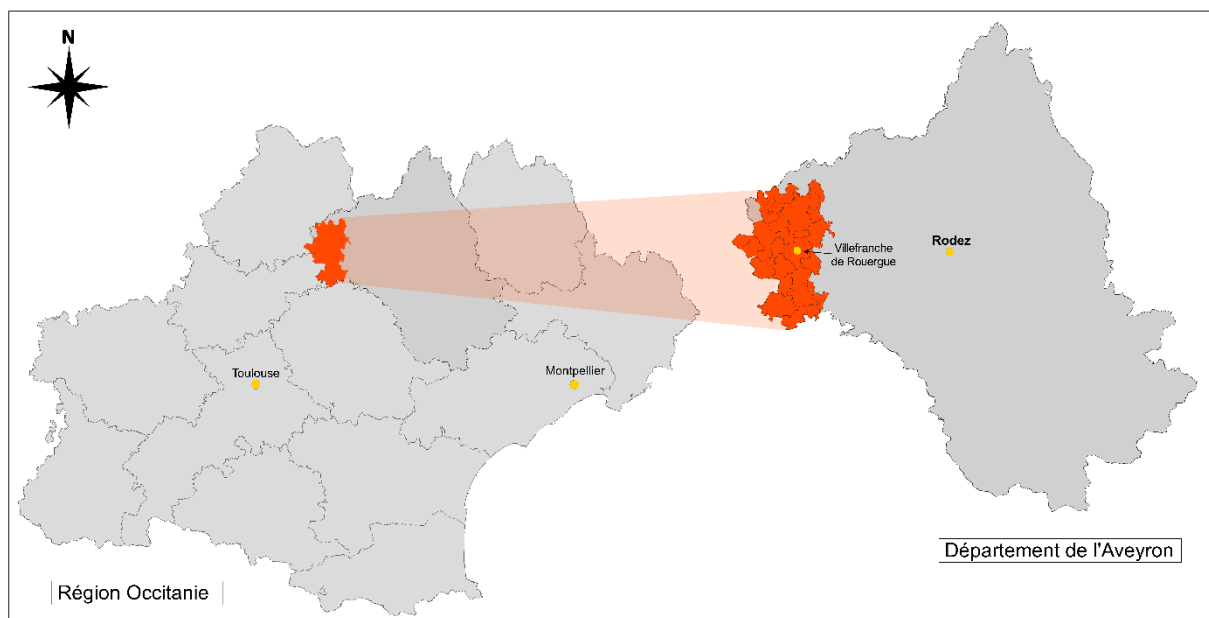 N
Villefranche
de Rouergue
Rodez
Toulouse
Montpellier
Département de l'Aveyron
Région Occitanie